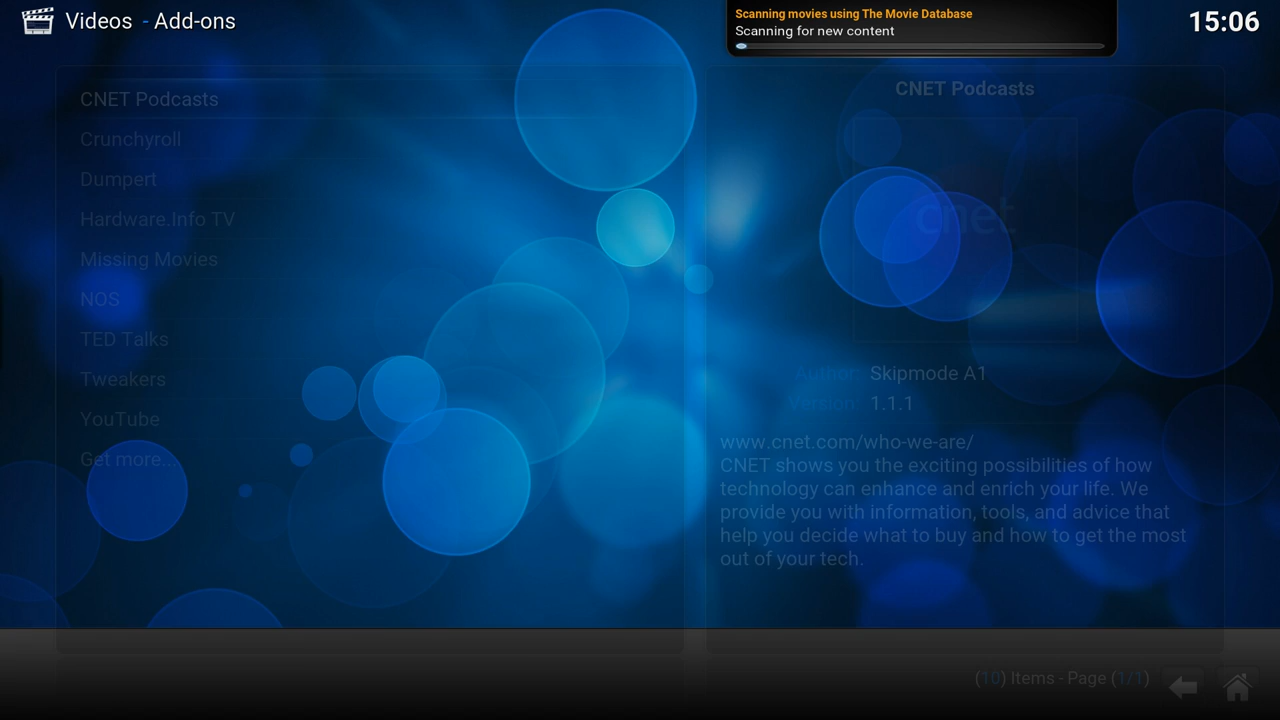 Videos - Add-ons
Scanning movies using The Movie Database
Scanning for new content
15:06
CNET Podcasts
Crunchyroll
Dumpert
Hardware.Info TV
Missing Movies
NOS
TED Talks
Tweakers
YouTube
Get more...
CNET Podcasts
cnet
Author: Skipmode A1
Version: 1.1.1
www.cnet.com/who-we-are/
CNET shows you the exciting possibilities of how
technology can enhance and enrich your life. We
provide you with information, tools, and advice that
help you decide what to buy and how to get the most
out of your tech.
(10) Items - Page (1/1)